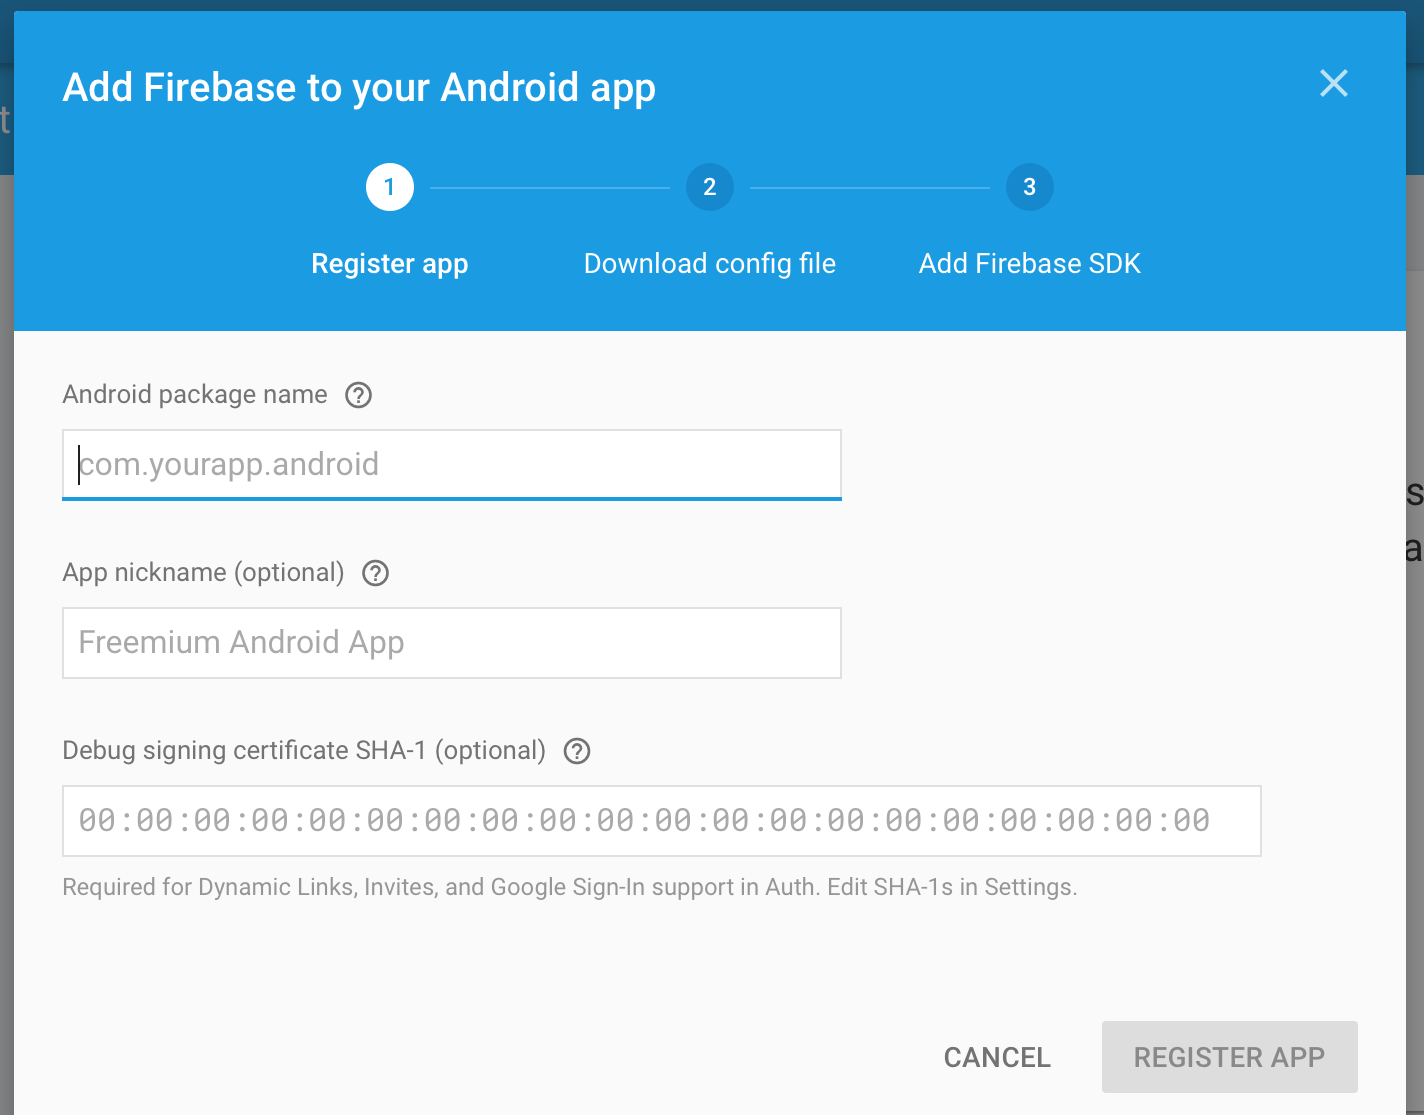 Add Firebase to your Android app
t
1
2
3
Register app
Download config file
Add Firebase SDK
Android package name ?
com.yourapp.android
s
a
App nickname (optional) ?
Freemium Android App
Debug signing certificate SHA-1 (optional) ?
00:00:00:00:00:00:00:00:00:00:00:00:00:00:00:00:00:00:00:00
Required for Dynamic Links, Invites, and Google Sign-In support in Auth. Edit SHA-1s in Settings.
CANCEL
REGISTER APP